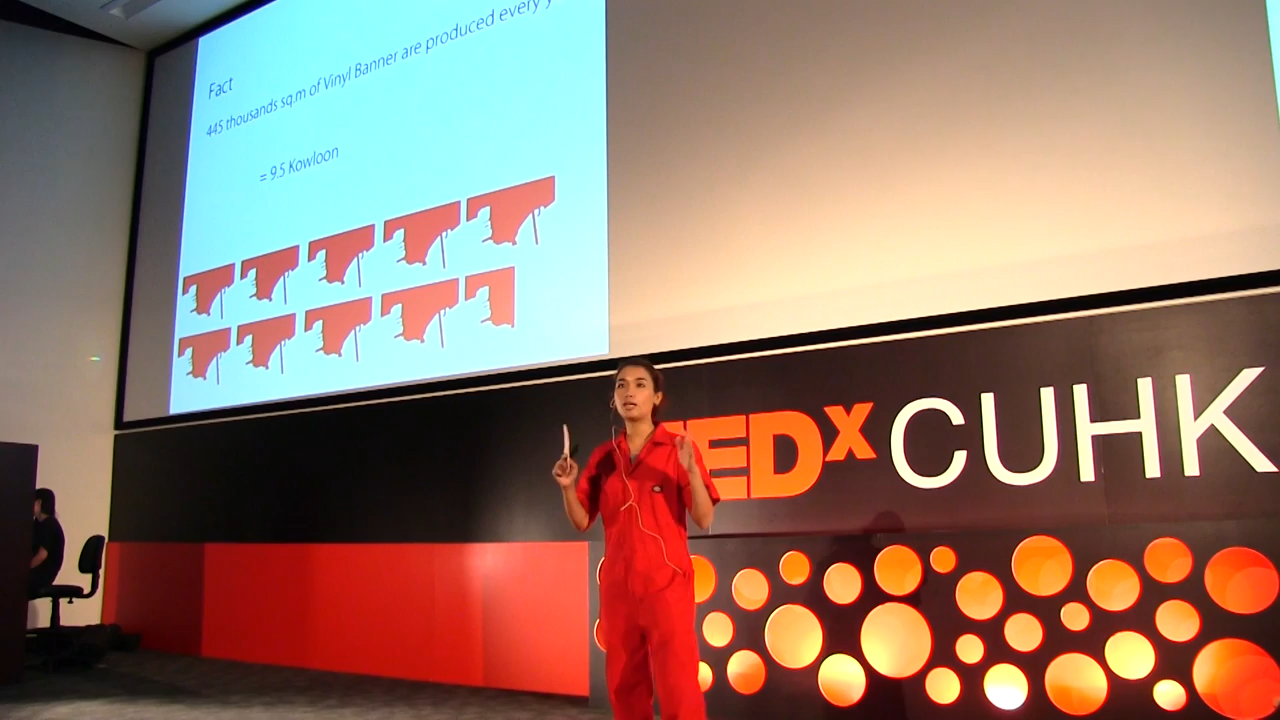 Fact
445 thousands sq.m of Vinyl Banner are produced every y
= 9.5 Kowloon
TEDx CUHK